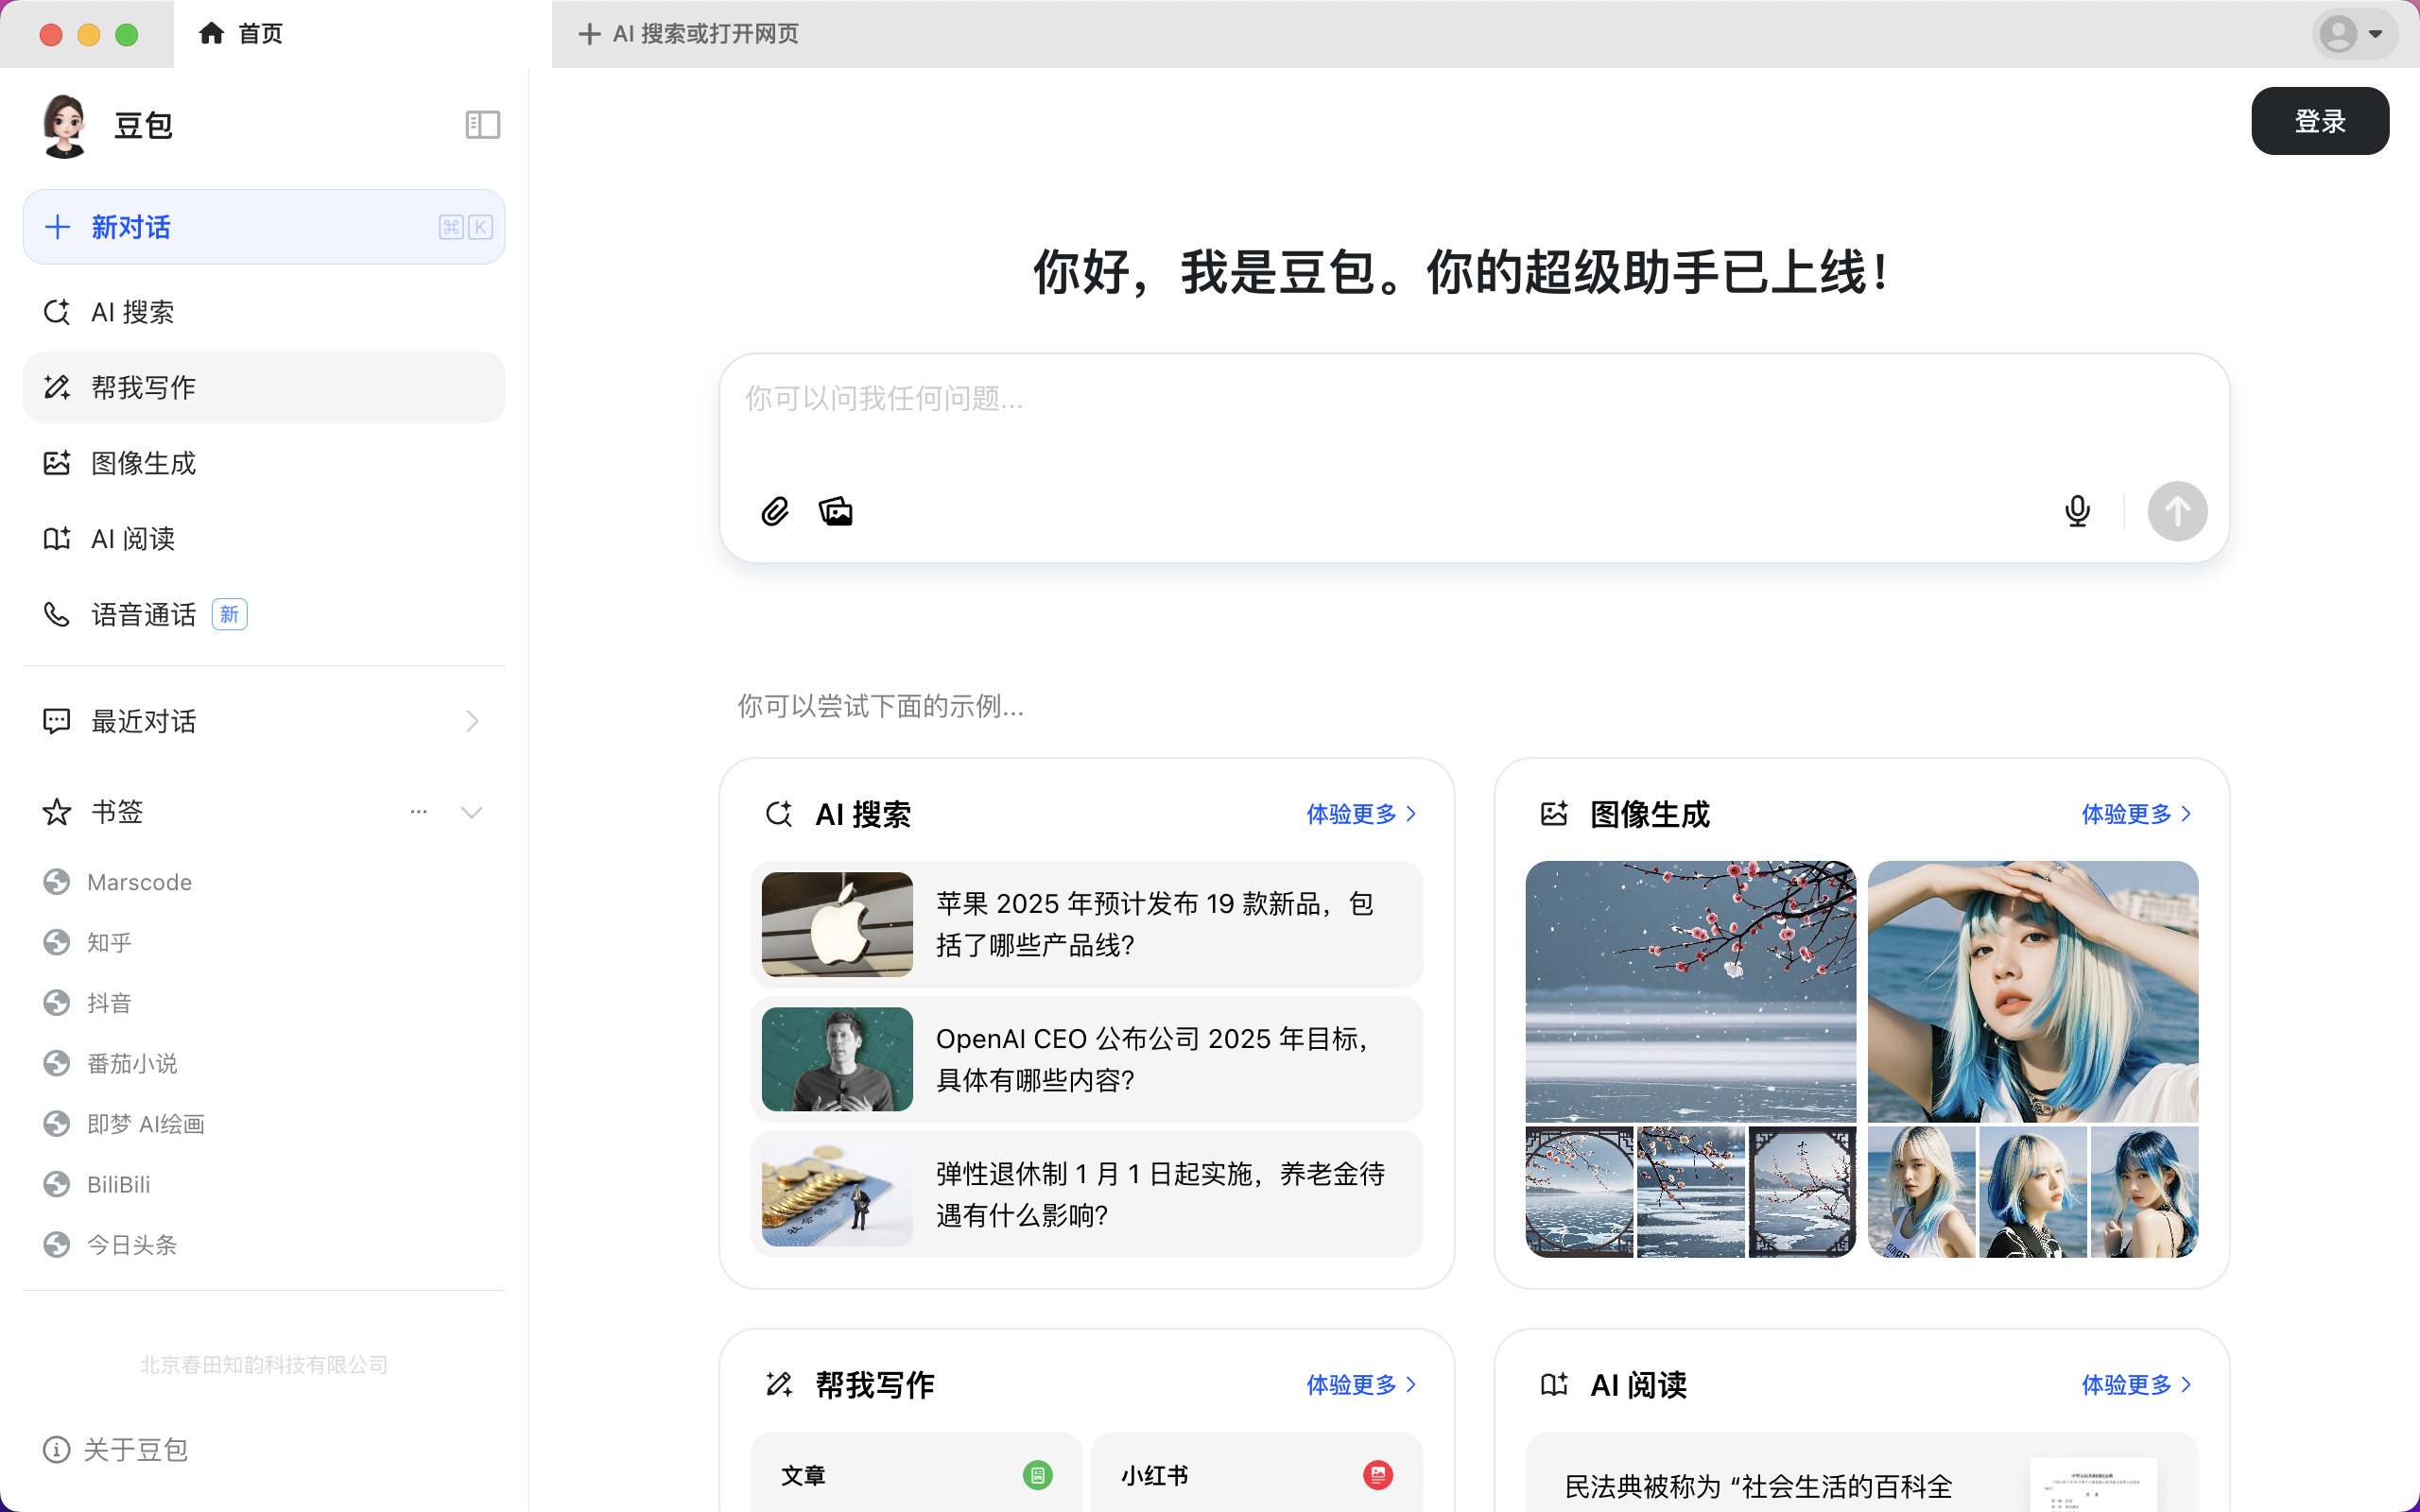 首页
AI 搜索或打开网页
豆包
登录
新对话
⌘ K
AI 搜索
帮我写作
图像生成
AI 阅读
语音通话 新
最近对话
书签
Marscode
知乎
抖音
番茄小说
即梦 AI绘画
BiliBili
今日头条
北京春田知韵科技有限公司
关于豆包
你好，我是豆包。你的超级助手已上线！
你可以问我任何问题...
你可以尝试下面的示例...
AI 搜索
体验更多
苹果 2025 年预计发布 19 款新品，包
括了哪些产品线？
OpenAI CEO 公布公司 2025 年目标，
具体有哪些内容？
弹性退休制 1 月 1 日起实施，养老金待
遇有什么影响？
图像生成
体验更多
帮我写作
体验更多
文章
小红书
AI 阅读
体验更多
民法典被称为 “社会生活的百科全